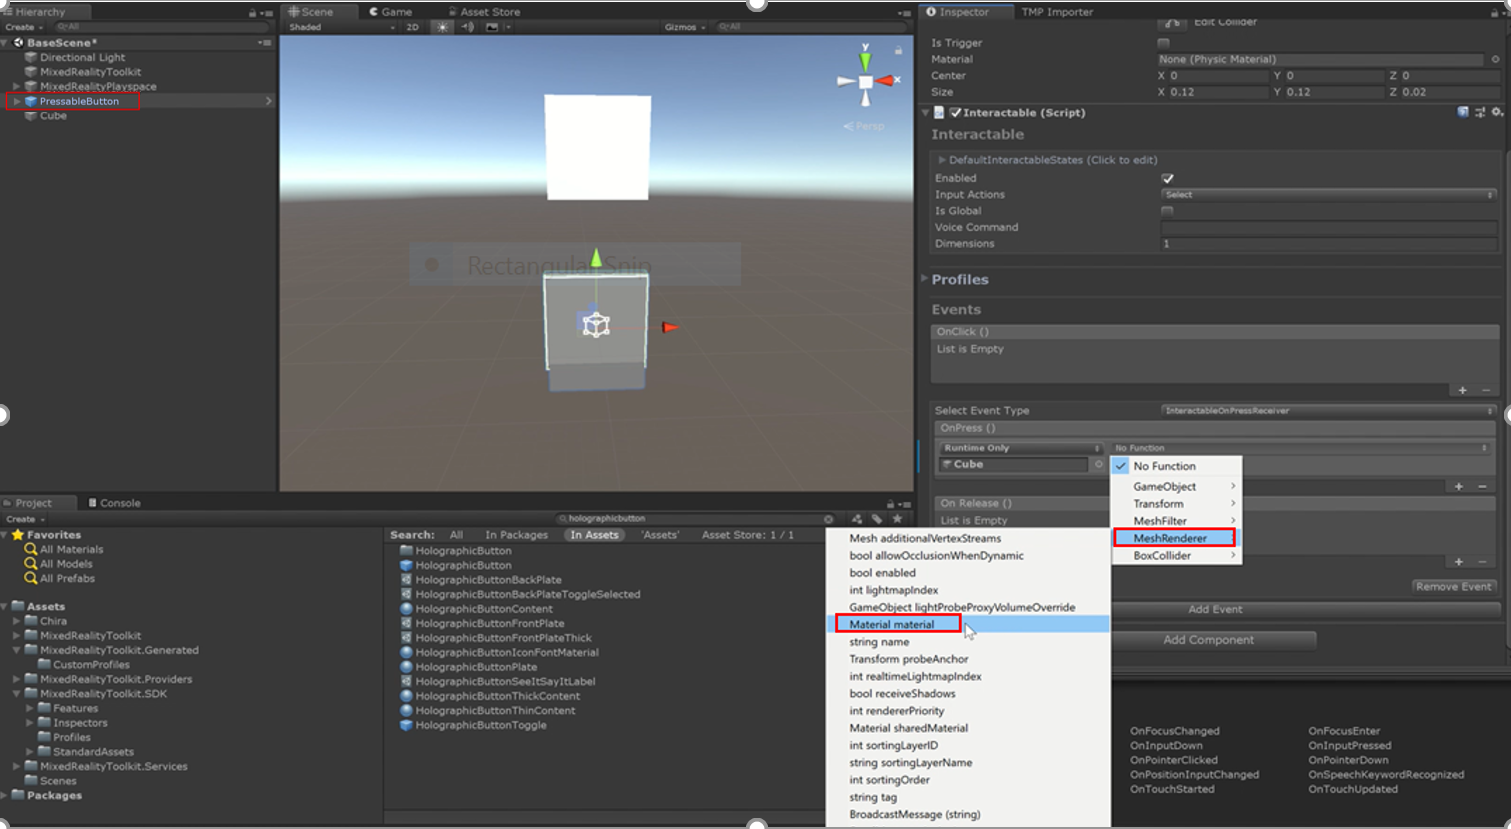 Hierarchy
Create
All
BaseScene*
Directional Light
MixedRealityToolkit
MixedRealityPlayspace
PressableButton
Cube
Scene
Game
Asset Store
Shaded
2D
Gizmos
All
y
x
Persp
Rectangular Snip
Inspector
TMP Importer
Edit Collider
Is Trigger
Material
None (Physic Material)
Center
X 0
Y 0
Z 0
Size
X 0.12
Y 0.12
Z 0.02
Interactable (Script)
Interactable
DefaultInteractableStates (Click to edit)
Enabled
Input Actions
Select
Is Global
Voice Command
Dimensions
1
Profiles
Events
OnClick ()
List is Empty
+ −
Select Event Type
InteractableOnPressReceiver
OnPress ()
Runtime Only
No Function
Cube
+ −
On Release ()
List is Empty
+ −
Remove Event
Add Event
Add Component
No Function
GameObject
Transform
MeshFilter
MeshRenderer
BoxCollider
Project
Console
Create
holographicbutton
Favorites
All Materials
All Models
All Prefabs
Assets
Chira
MixedRealityToolkit
MixedRealityToolkit.Generated
CustomProfiles
MixedRealityToolkit.Providers
MixedRealityToolkit.SDK
Features
Inspectors
Profiles
StandardAssets
MixedRealityToolkit.Services
Scenes
Packages
Search:
All
In Packages
In Assets
'Assets'
Asset Store: 1 / 1
HolographicButton
HolographicButton
HolographicButtonBackPlate
HolographicButtonBackPlateToggleSelected
HolographicButtonContent
HolographicButtonFrontPlate
HolographicButtonFrontPlateThick
HolographicButtonIconFontMaterial
HolographicButtonPlate
HolographicButtonSeeItSayItLabel
HolographicButtonThickContent
HolographicButtonThinContent
HolographicButtonToggle
Mesh additionalVertexStreams
bool allowOcclusionWhenDynamic
bool enabled
int lightmapIndex
GameObject lightProbeProxyVolumeOverride
Material material
string name
Transform probeAnchor
int realtimeLightmapIndex
bool receiveShadows
int rendererPriority
Material sharedMaterial
int sortingLayerID
string sortingLayerName
int sortingOrder
string tag
BroadcastMessage (string)
OnFocusChanged
OnFocusEnter
OnInputDown
OnInputPressed
OnPointerClicked
OnPointerDown
OnPositionInputChanged
OnSpeechKeywordRecognized
OnTouchStarted
OnTouchUpdated